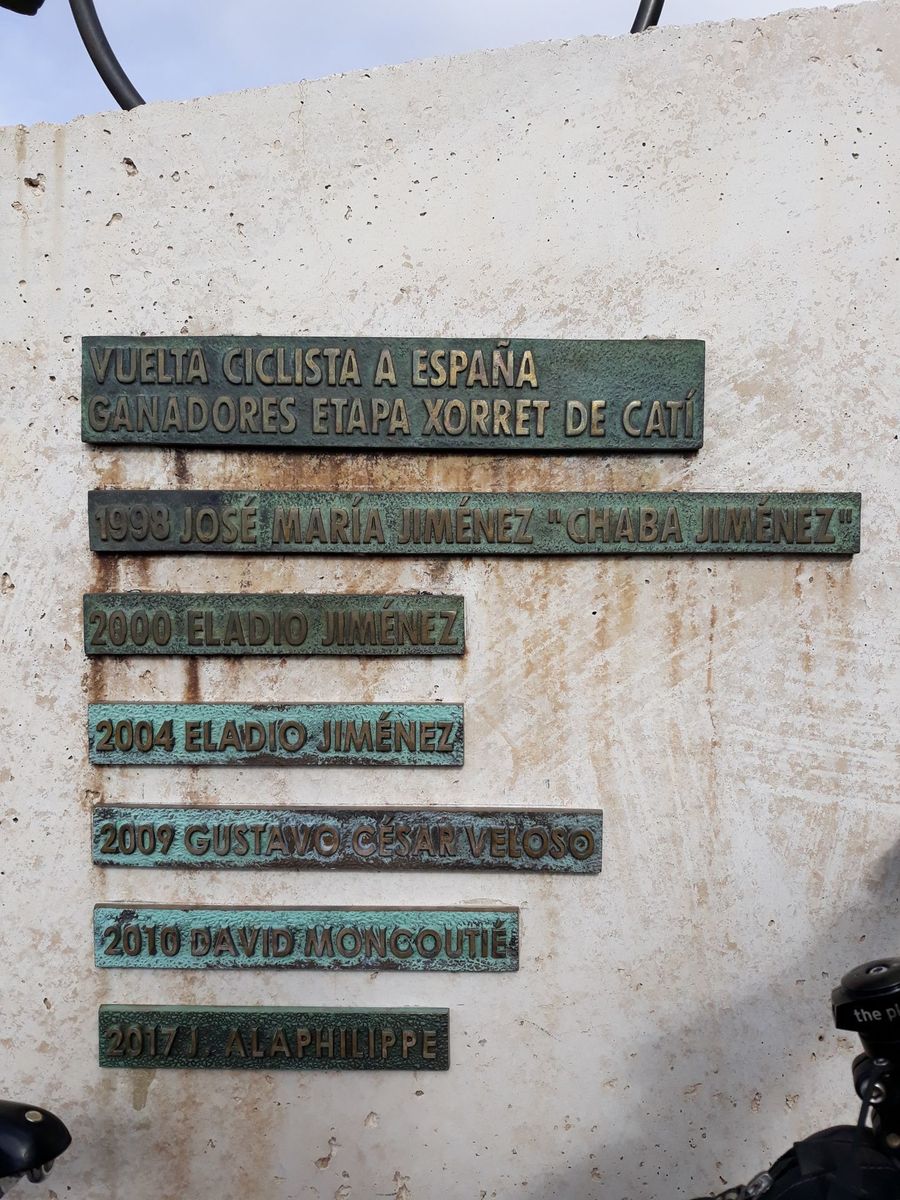 VUELTA CICLISTA A ESPAÑA
GANADORES ETAPA XORRET DE CATÍ
1998 JOSÉ MARÍA JIMÉNEZ "CHABA JIMÉNEZ"
2000 ELADIO JIMÉNEZ
2004 ELADIO JIMÉNEZ
2009 GUSTAVO CÉSAR VELOSO
2010 DAVID MONCOUTIÉ
2017 J. ALAPHILIPPE
the